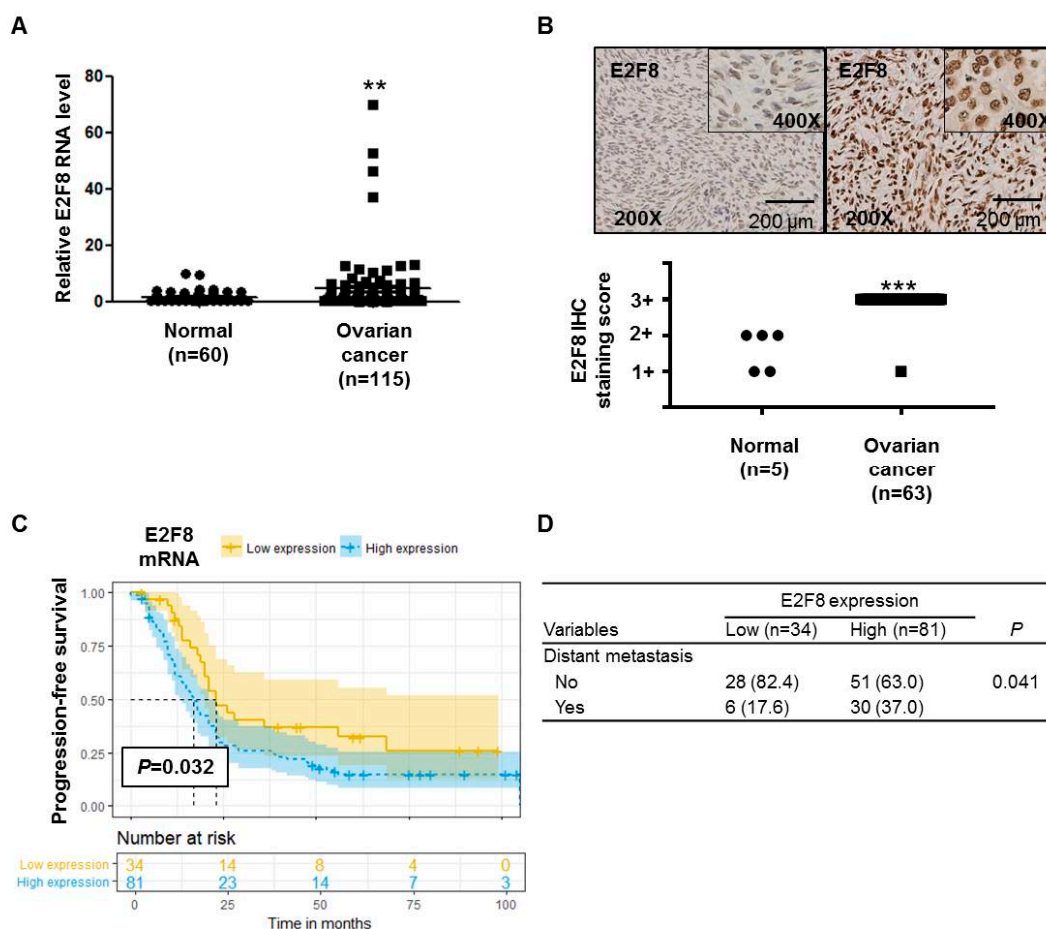 A
80
60
40
20
0
Relative E2F8 RNA level
**
Normal
(n=60)
Ovarian
cancer
(n=115)
B
E2F8
400X
200X
200 µm
E2F8
400X
200X
200 µm
E2F8 IHC
staining score
3+
2+
1+
***
Normal
(n=5)
Ovarian
cancer
(n=63)
C
E2F8
mRNA
Low expression
High expression
Progression-free survival
1.00
0.75
0.50
0.25
0.00
P=0.032
Number at risk
Low expression 34 14 8 4 0
High expression 81 23 14 7 3
0 25 50 75 100
Time in months
D
E2F8 expression
Variables Low (n=34) High (n=81) P
Distant metastasis
No 28 (82.4) 51 (63.0) 0.041
Yes 6 (17.6) 30 (37.0)